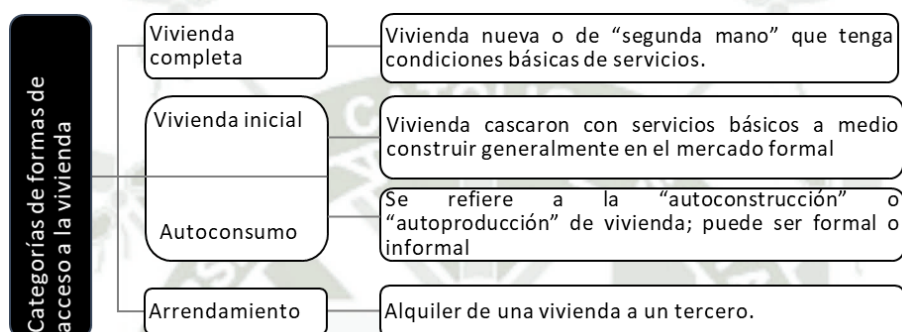 Categorías de formas de
acceso a la vivienda
Vivienda
completa
Vivienda nueva o de “segunda mano” que tenga
condiciones básicas de servicios.
Vivienda inicial
Vivienda cascaron con servicios básicos a medio
construir generalmente en el mercado formal
Autoconsumo
Se refiere a la “autoconstrucción” o
“autoproducción” de vivienda; puede ser formal o
informal
Arrendamiento
Alquiler de una vivienda a un tercero.